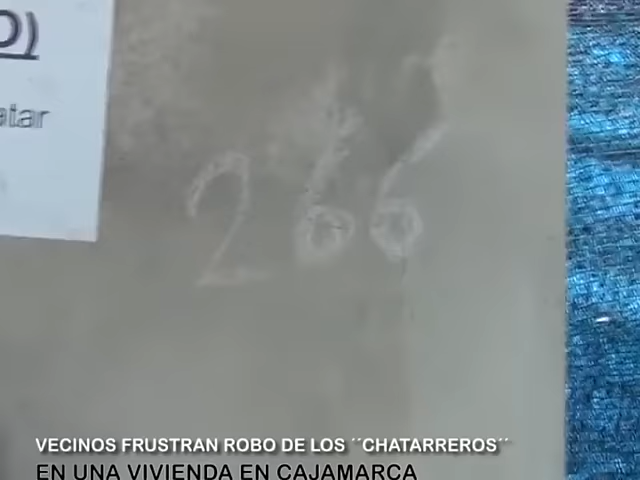 O)
atar
266
VECINOS FRUSTRAN ROBO DE LOS ´´CHATARREROS´´
EN UNA VIVIENDA EN CAJAMARCA